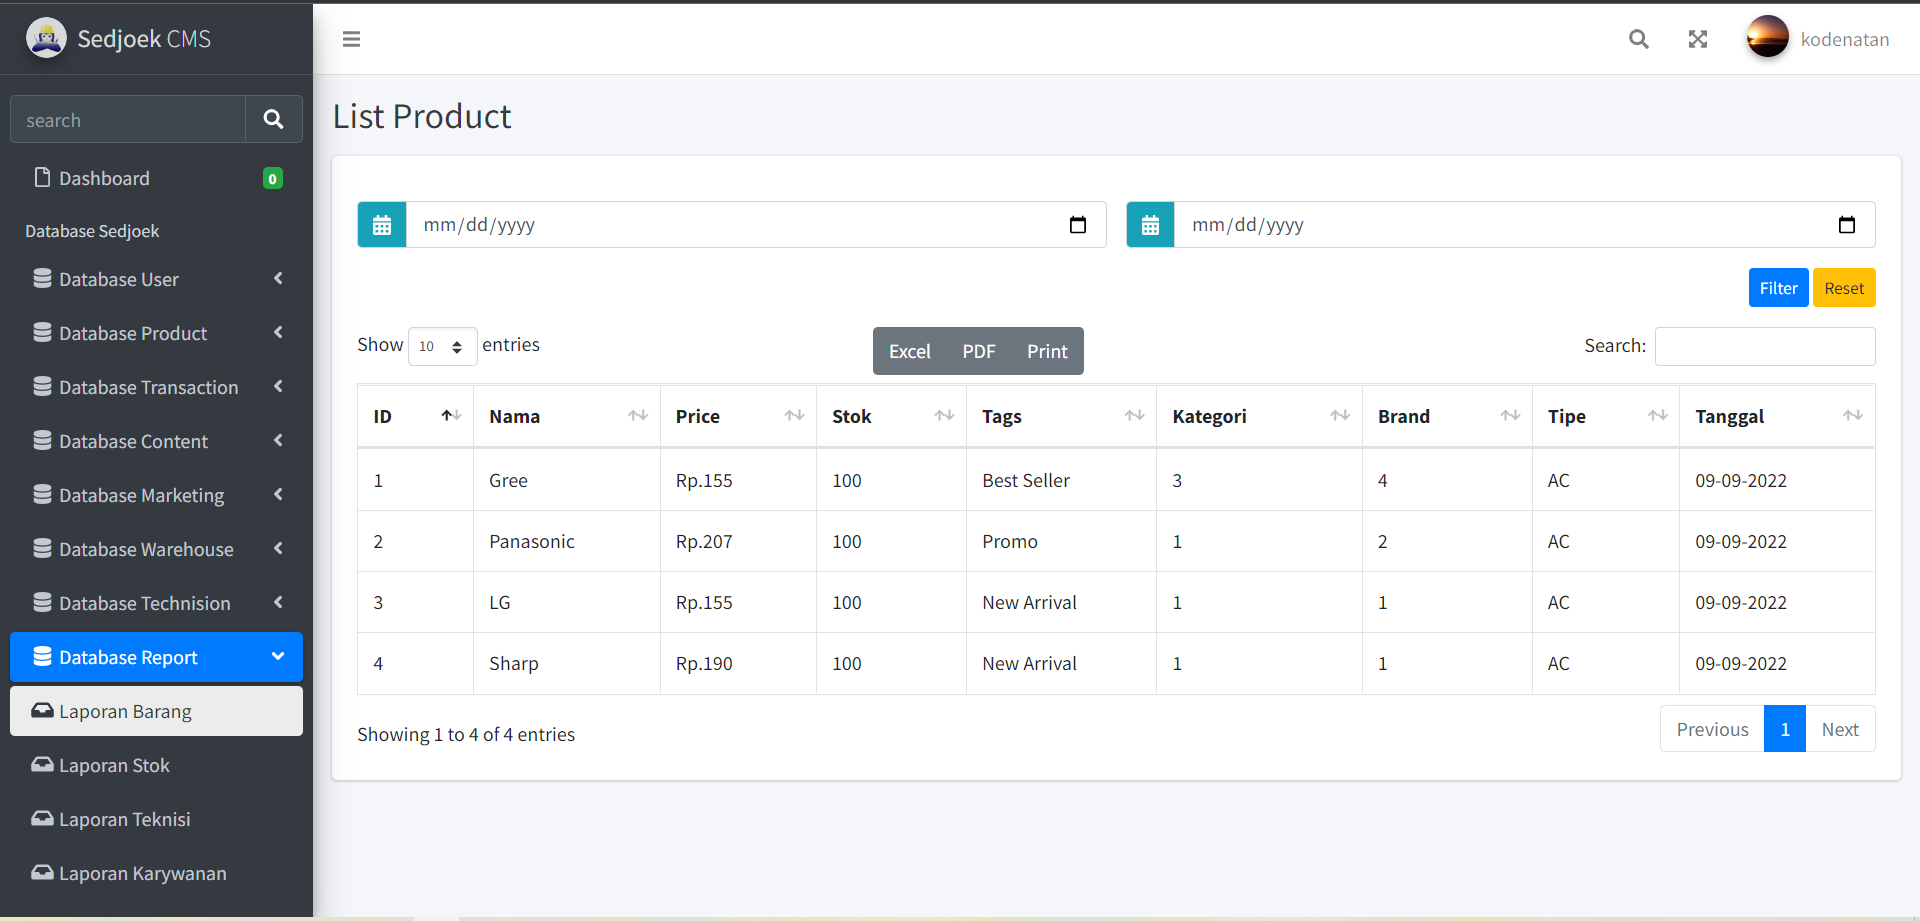 Sedjoek CMS
kodenatan
search
Dashboard 0
Database Sedjoek
Database User
Database Product
Database Transaction
Database Content
Database Marketing
Database Warehouse
Database Technision
Database Report
Laporan Barang
Laporan Stok
Laporan Teknisi
Laporan Karywanan
List Product
mm/dd/yyyy mm/dd/yyyy
Filter Reset
Show 10 entries Excel PDF Print Search:
ID Nama Price Stok Tags Kategori Brand Tipe Tanggal
1 Gree Rp.155 100 Best Seller 3 4 AC 09-09-2022
2 Panasonic Rp.207 100 Promo 1 2 AC 09-09-2022
3 LG Rp.155 100 New Arrival 1 1 AC 09-09-2022
4 Sharp Rp.190 100 New Arrival 1 1 AC 09-09-2022
Showing 1 to 4 of 4 entries Previous 1 Next